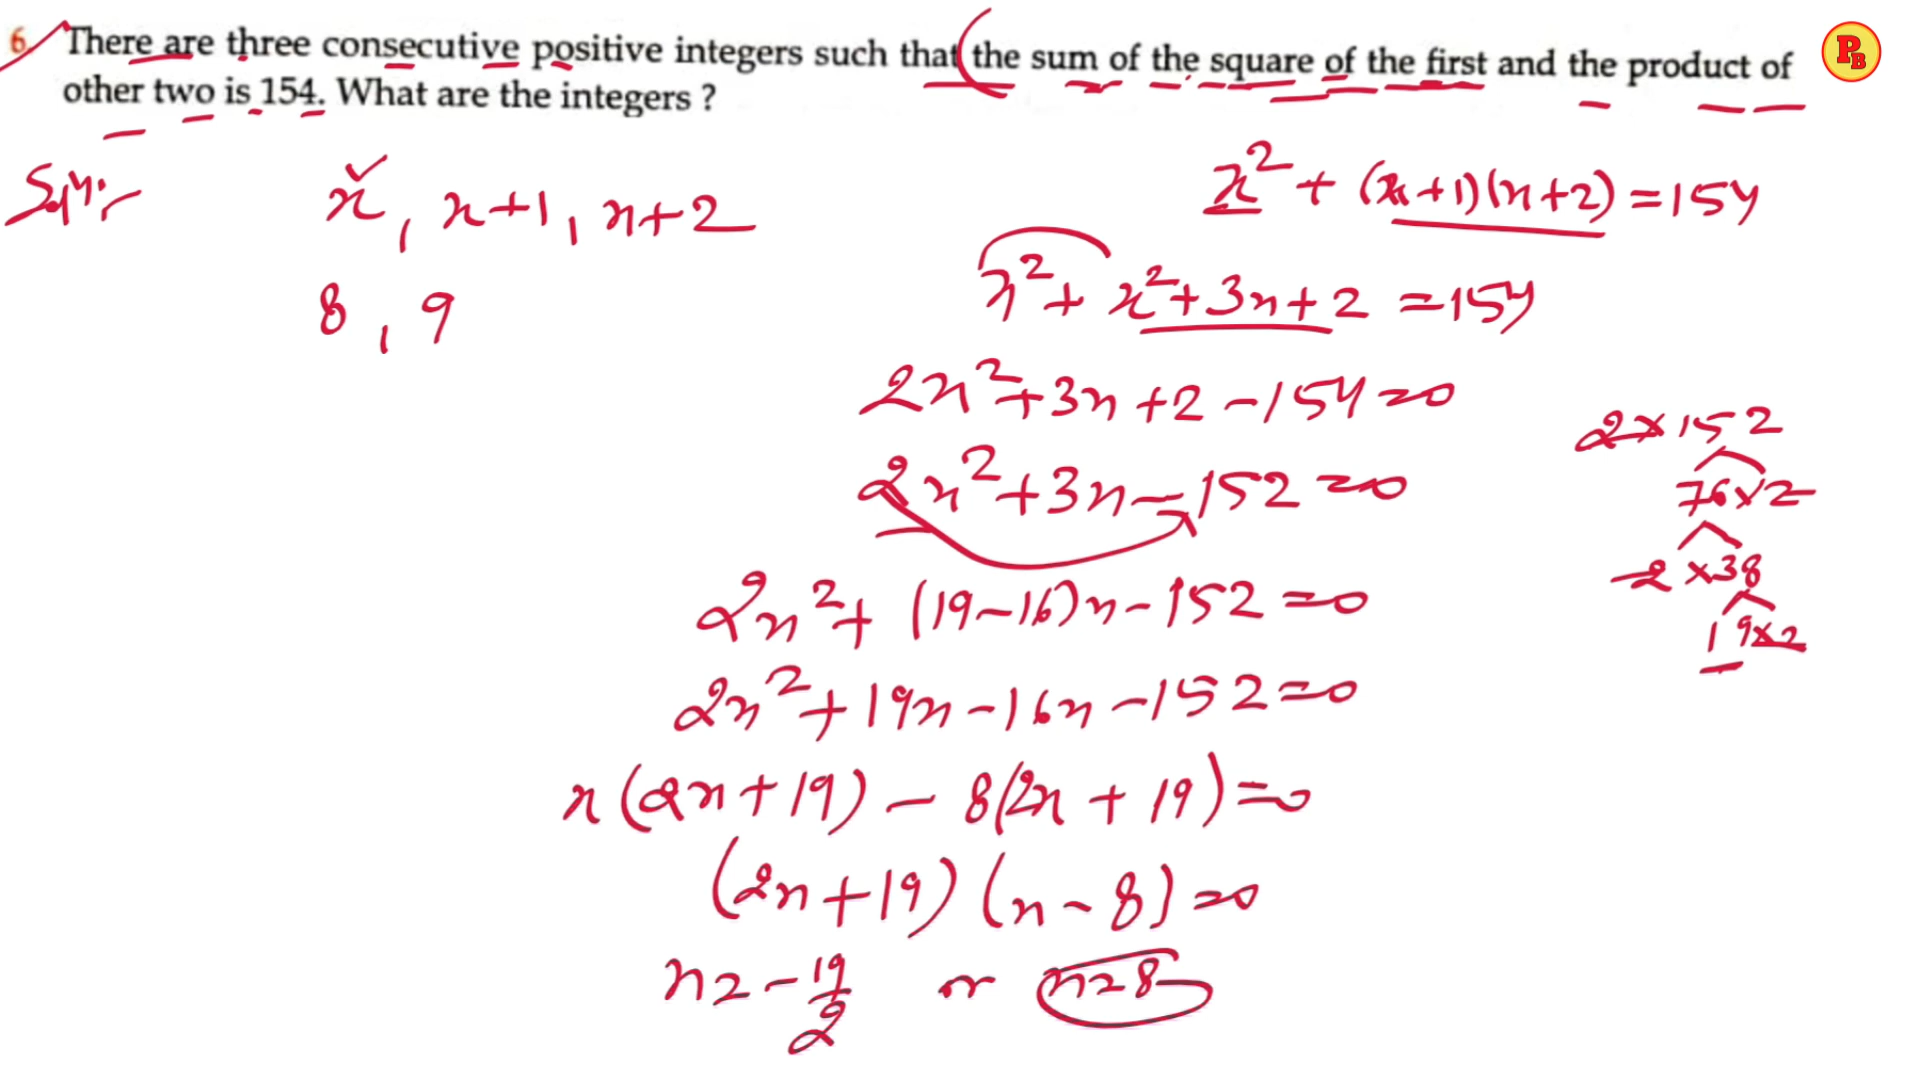 6 There are three consecutive positive integers such that the sum of the square of the first and the product of
other two is 154. What are the integers ?
PB
Solⁿ:-
x, x+1, x+2
8, 9
x² + (x+1)(x+2) = 154
x² + x²+3x+2 = 154
2x²+3x+2-154=0
2x²+3x-152=0
2x²+(19-16)x-152=0
2x²+19x-16x-152=0
x(2x+19)-8(2x+19)=0
(2x+19)(x-8)=0
x=-19/2 or x=8
2×152
76×2
2×38
19×2